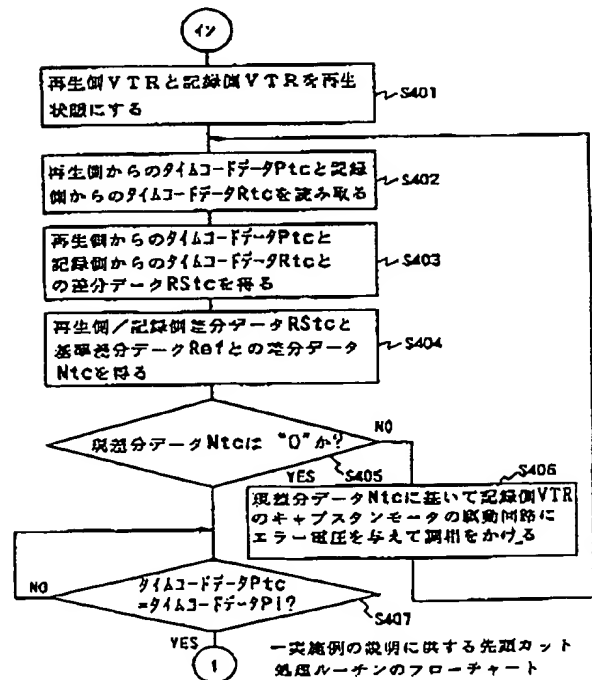 イン
再生側VTRと記録側VTRを再生
状態にする
S401
再生側からのタイムコードデータPtcと記録
側からのタイムコードデータRtcを読み取る
S402
再生側からのタイムコードデータPtcと
記録側からのタイムコードデータRtcと
の差分データRStcを得る
S403
再生側/記録側差分データRStcと
基準差分データRefとの差分データ
Ntcを得る
S404
現差分データNtcは "0"か?
NO
YES
S405
S406
現差分データNtcに基いて記録側VTR
のキャプスタンモータの駆動回路に
エラー電圧を与えて調相をかける
NO
タイムコードデータPtc
=タイムコードデータPi?
S407
YES
1
一実施例の説明に供する先頭カット
処理ルーチンのフローチャート